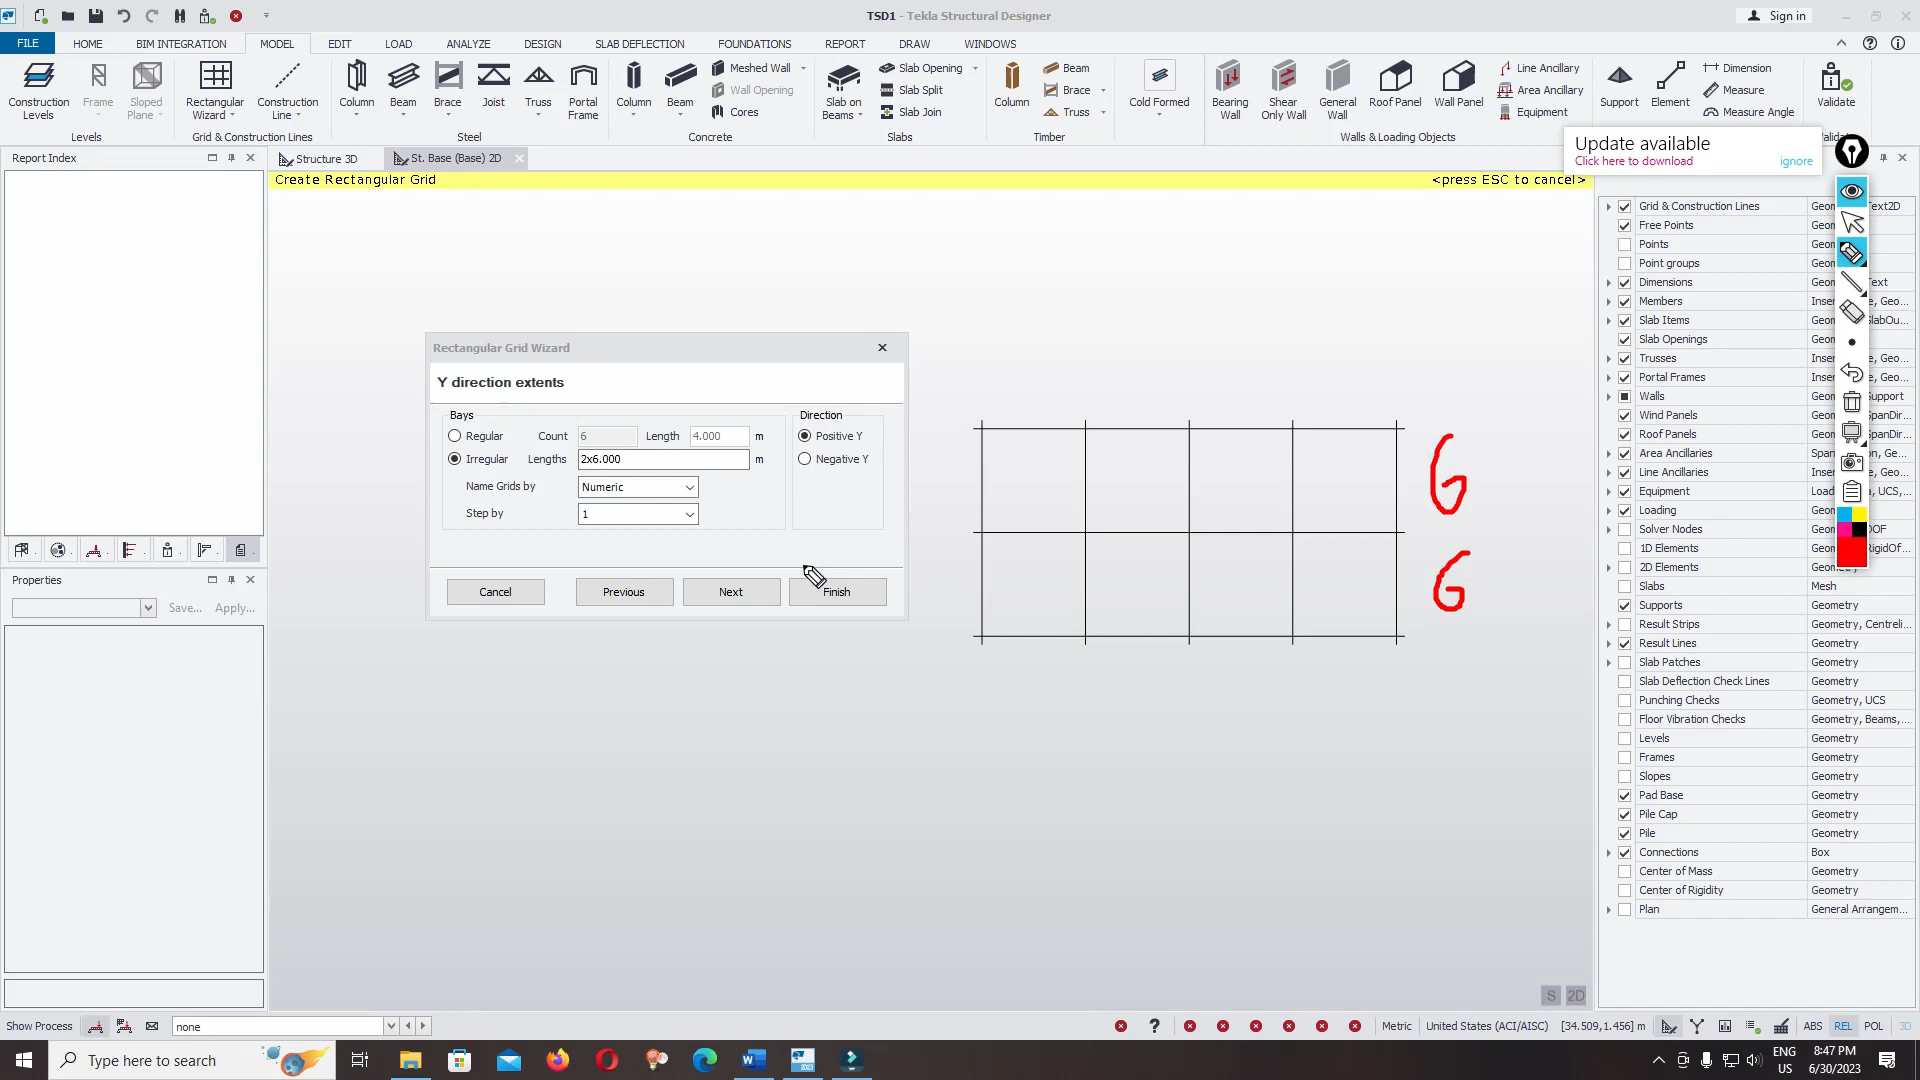 TSD1 - Tekla Structural Designer
Sign in
FILE HOME BIM INTEGRATION MODEL EDIT LOAD ANALYZE DESIGN SLAB DEFLECTION FOUNDATIONS REPORT DRAW WINDOWS
Construction Levels
Frame
Sloped Plane
Levels
Rectangular Wizard
Construction Line
Grid & Construction Lines
Column
Beam
Brace
Joist
Truss
Portal Frame
Steel
Column
Beam
Meshed Wall
Wall Opening
Cores
Concrete
Slab on Beams
Slab Opening
Slab Split
Slab Join
Slabs
Column
Beam
Brace
Truss
Timber
Cold Formed
Bearing Wall
Shear Only Wall
General Wall
Roof Panel
Wall Panel
Line Ancillary
Area Ancillary
Equipment
Walls & Loading Objects
Support
Element
Dimension
Measure
Measure Angle
Validate
Update available
Click here to download
ignore
Report Index
Structure 3D
St. Base (Base) 2D
Create Rectangular Grid
<press ESC to cancel>
Rectangular Grid Wizard
Y direction extents
Bays
Regular Count 6 Length 4.000 m
Irregular Lengths 2x6.000 m
Name Grids by Numeric
Step by 1
Direction
Positive Y
Negative Y
Cancel Previous Next Finish
6
6
Properties
Save... Apply...
Grid & Construction Lines
Free Points
Points
Point groups
Dimensions
Members
Slab Items
Slab Openings
Trusses
Portal Frames
Walls
Wind Panels
Roof Panels
Area Ancillaries
Line Ancillaries
Equipment
Loading
Solver Nodes
1D Elements
2D Elements
Slabs Mesh
Supports Geometry
Result Strips Geometry, Centreli...
Result Lines Geometry
Slab Patches Geometry
Slab Deflection Check Lines Geometry
Punching Checks Geometry, UCS
Floor Vibration Checks Geometry, Beams,...
Levels Geometry
Frames Geometry
Slopes Geometry
Pad Base Geometry
Pile Cap Geometry
Pile Geometry
Connections Box
Center of Mass Geometry
Center of Rigidity Geometry
Plan General Arrangem...
S 2D
Show Process
none
Metric United States (ACI/AISC) [34.509,1.456] m
ABS REL POL 3D
Type here to search
ENG
US
8:47 PM
6/30/2023